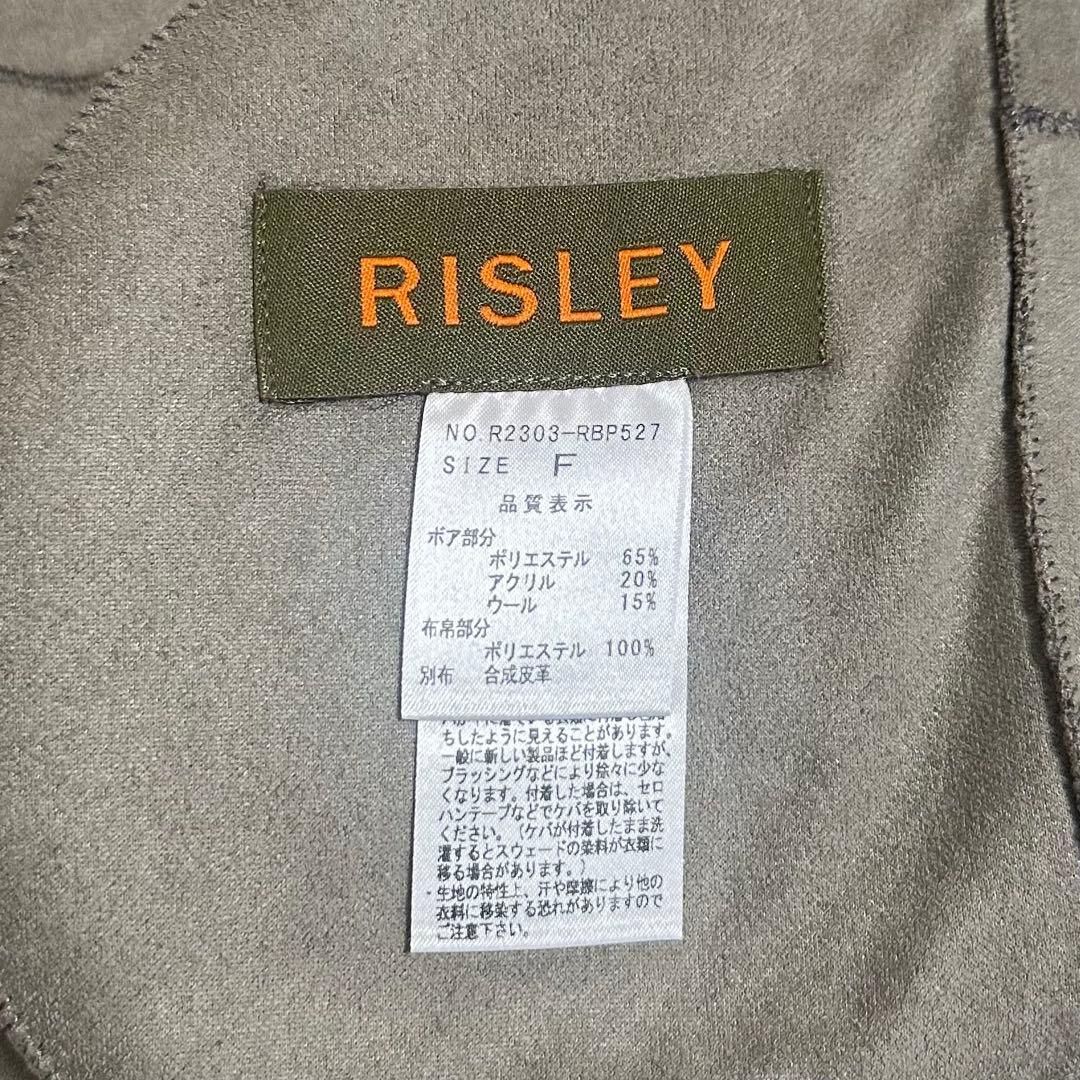 RISLEY
NO.R2303-RBP527
SIZE F
品質表示
ボア部分
ポリエステル 65%
アクリル 20%
ウール 15%
布帛部分
ポリエステル 100%
別布 合成皮革
ちしたように見えることがあります。
一般に新しい製品ほど付着しますが、
ブラッシングなどにより徐々に少な
くなります。付着した場合は、セロ
ハンテープなどでケバを取り除いて
ください。（ケバが付着したまま洗
濯するとスウェードの染料が衣類に
移る場合があります。）
・生地の特性上、汗や摩擦により他の
衣料に移染する恐れがありますので
ご注意下さい。